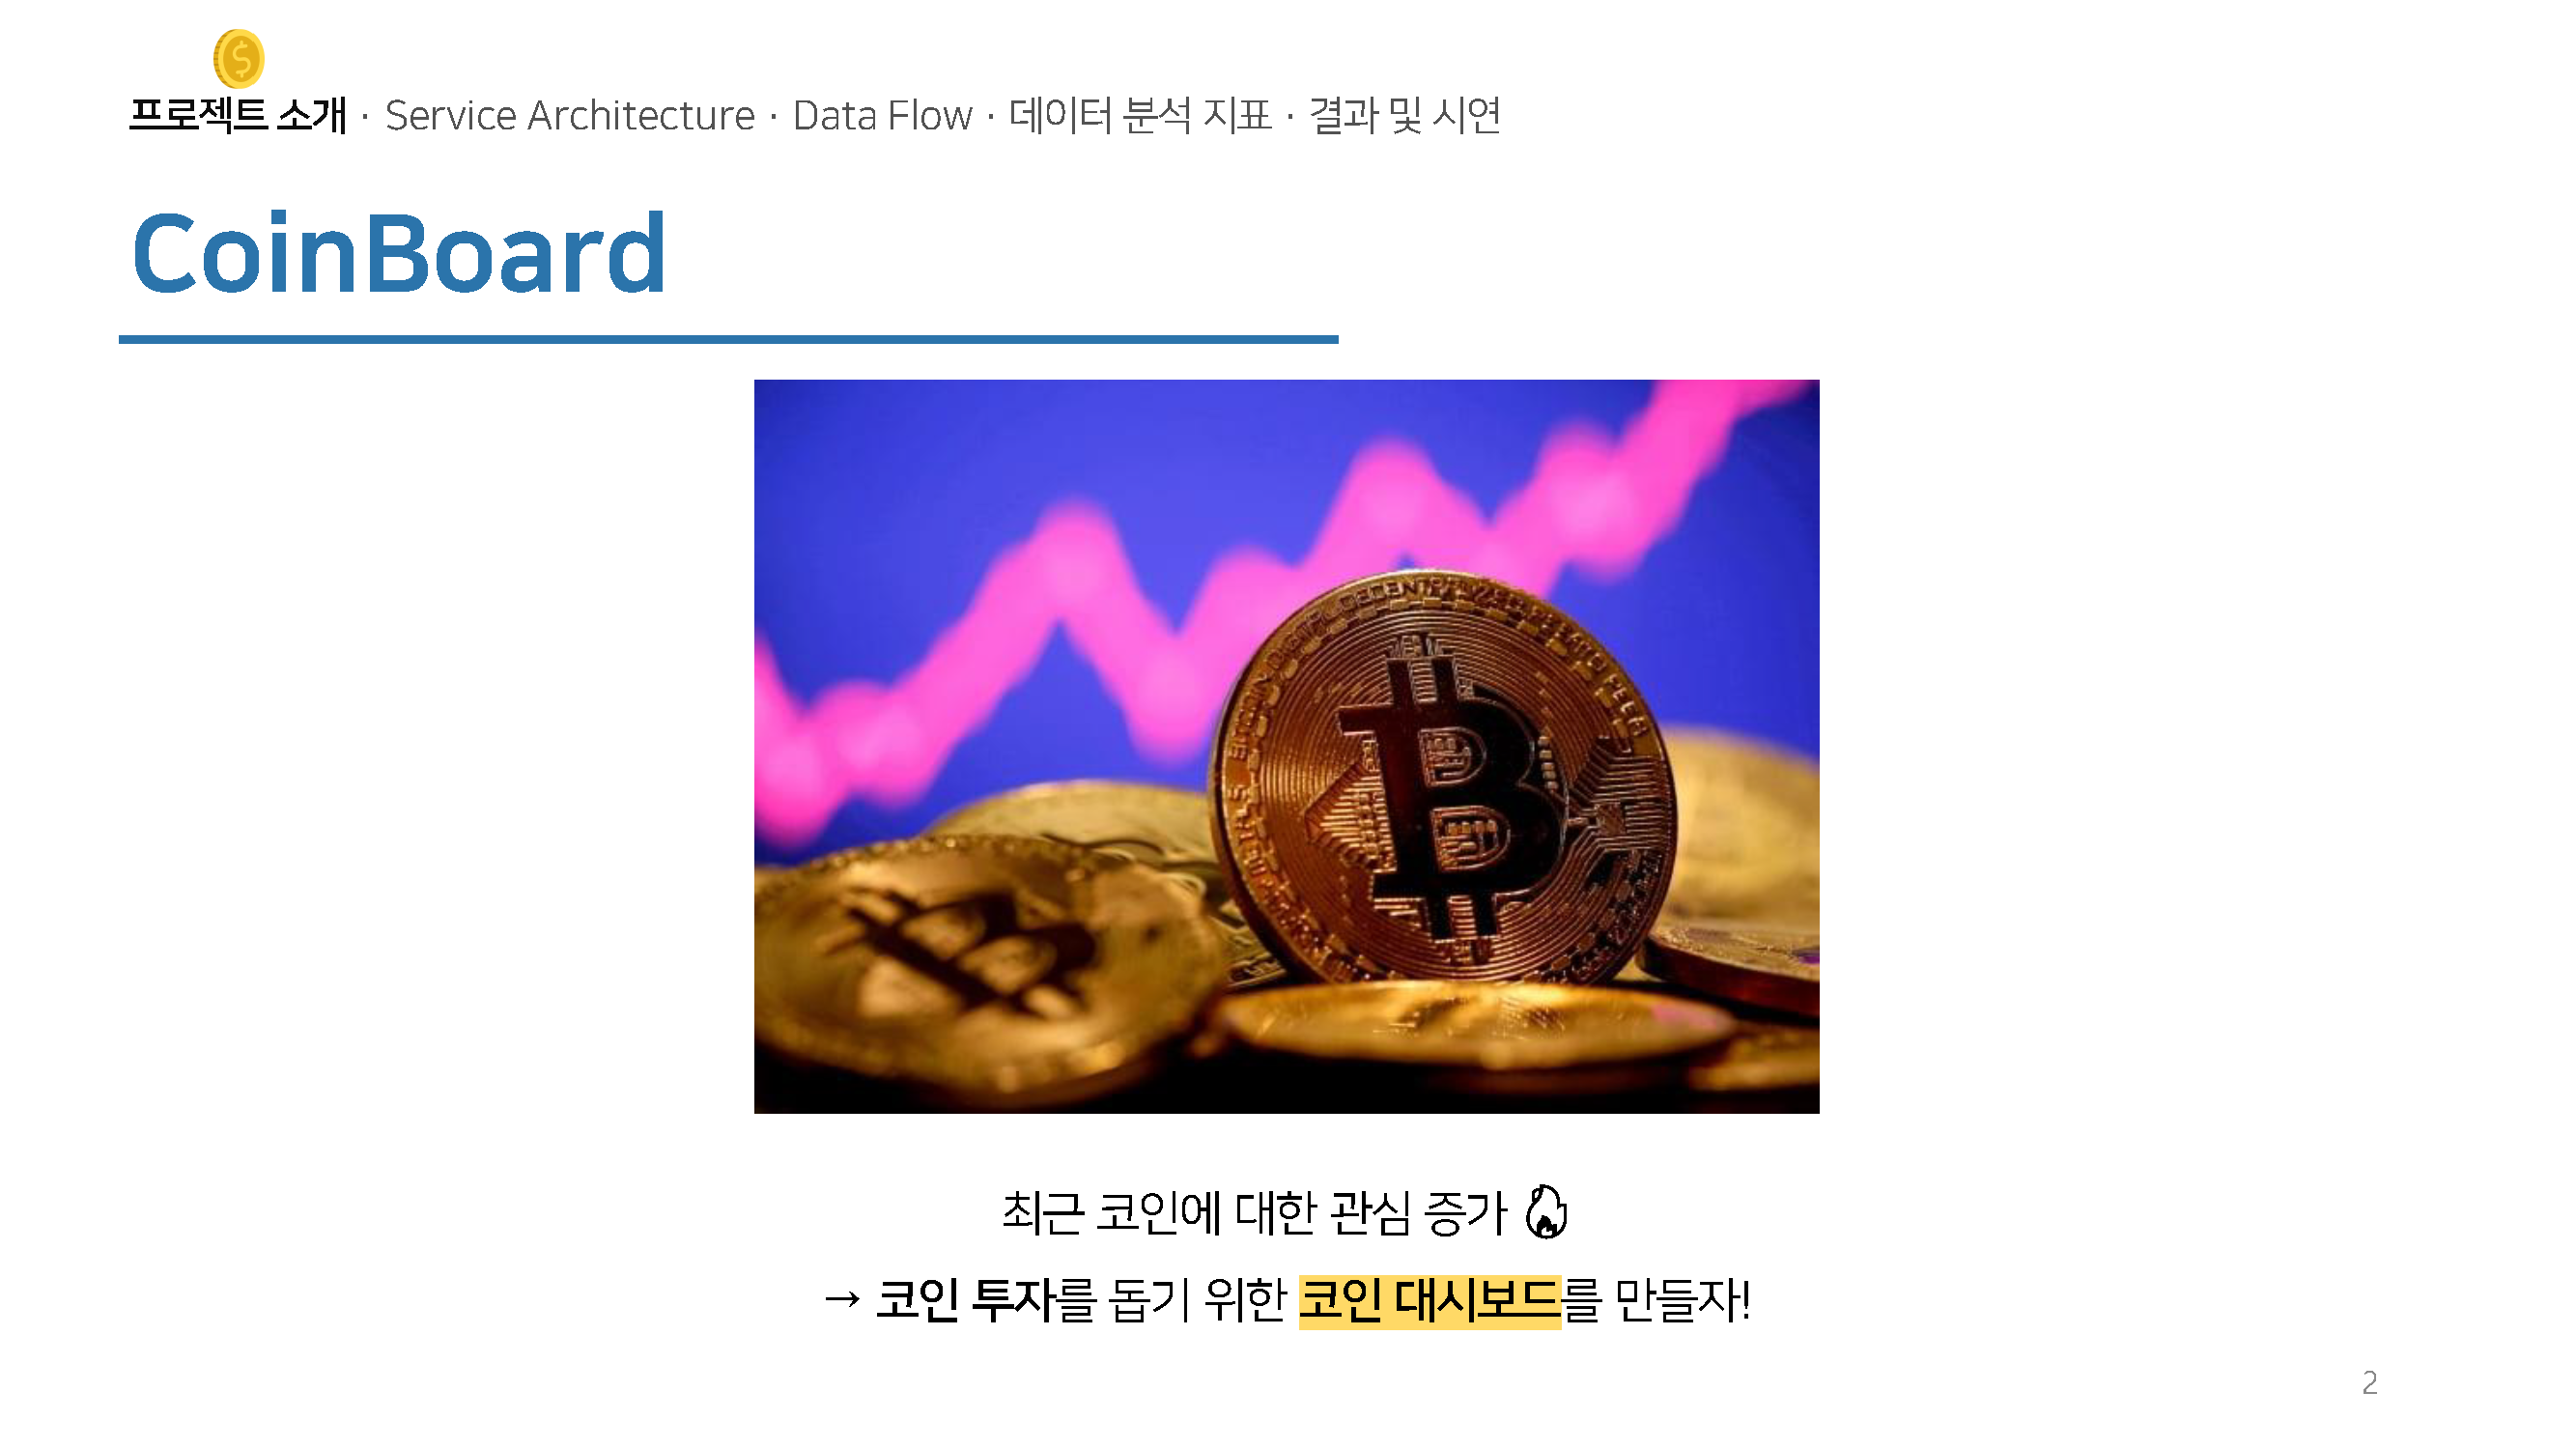 프로젝트 소개 · Service Architecture · Data Flow · 데이터 분석 지표 · 결과 및 시연
CoinBoard
최근 코인에 대한 관심 증가 🔥
→ 코인 투자를 돕기 위한 코인 대시보드를 만들자!
2